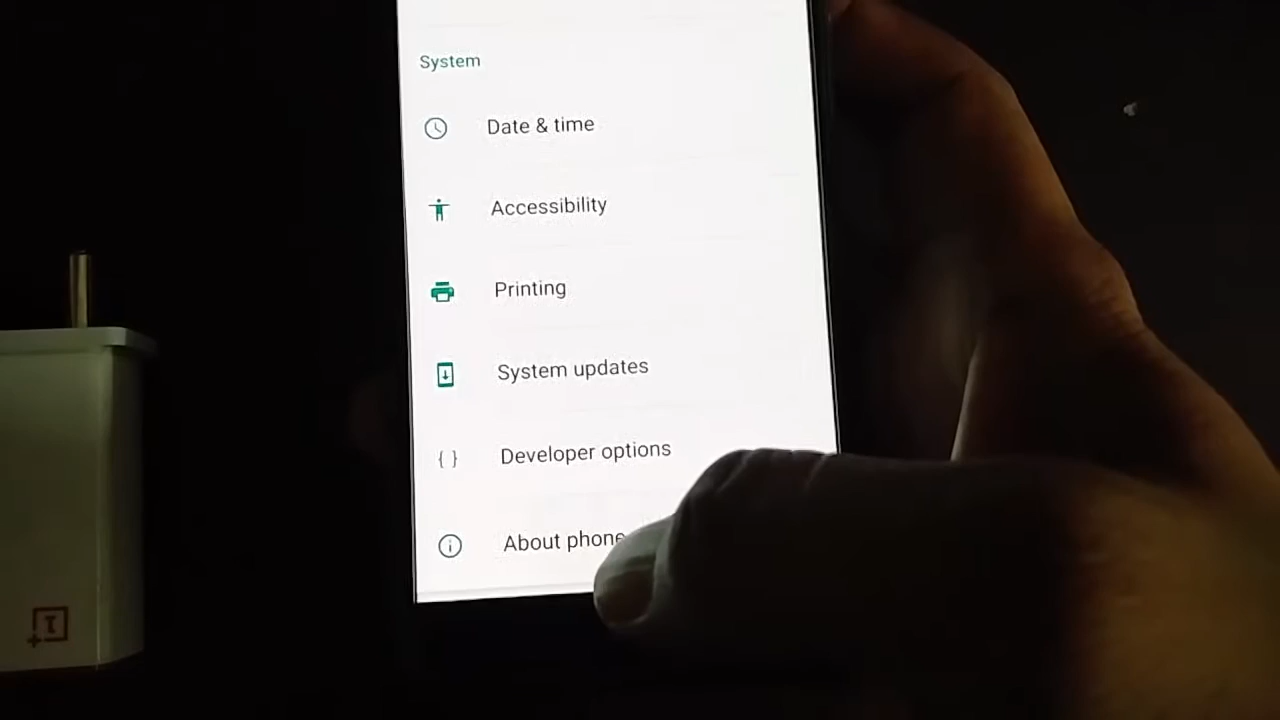 System
Date & time
Accessibility
Printing
System updates
Developer options
About phone